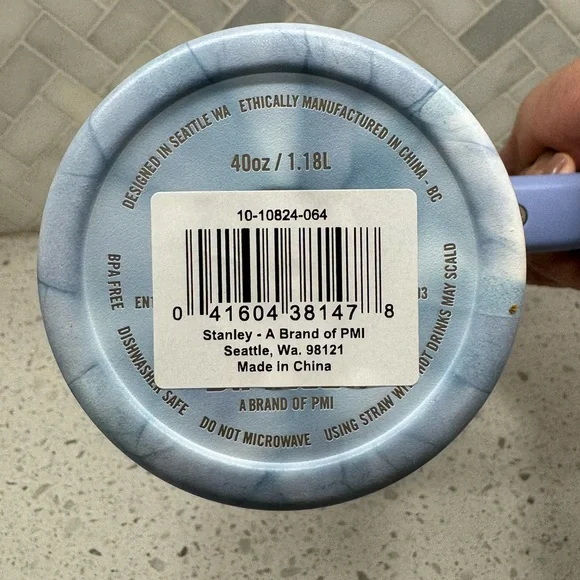 DESIGNED IN SEATTLE WA ETHICALLY MANUFACTURED IN CHINA - BC
40oz / 1.18L
10-10824-064
0 41604 38147 8
Stanley - A Brand of PMI
Seattle, Wa. 98121
Made in China
A BRAND OF PMI
BPA FREE DISHWASHER SAFE DO NOT MICROWAVE USING STRAW HOT DRINKS MAY SCALD